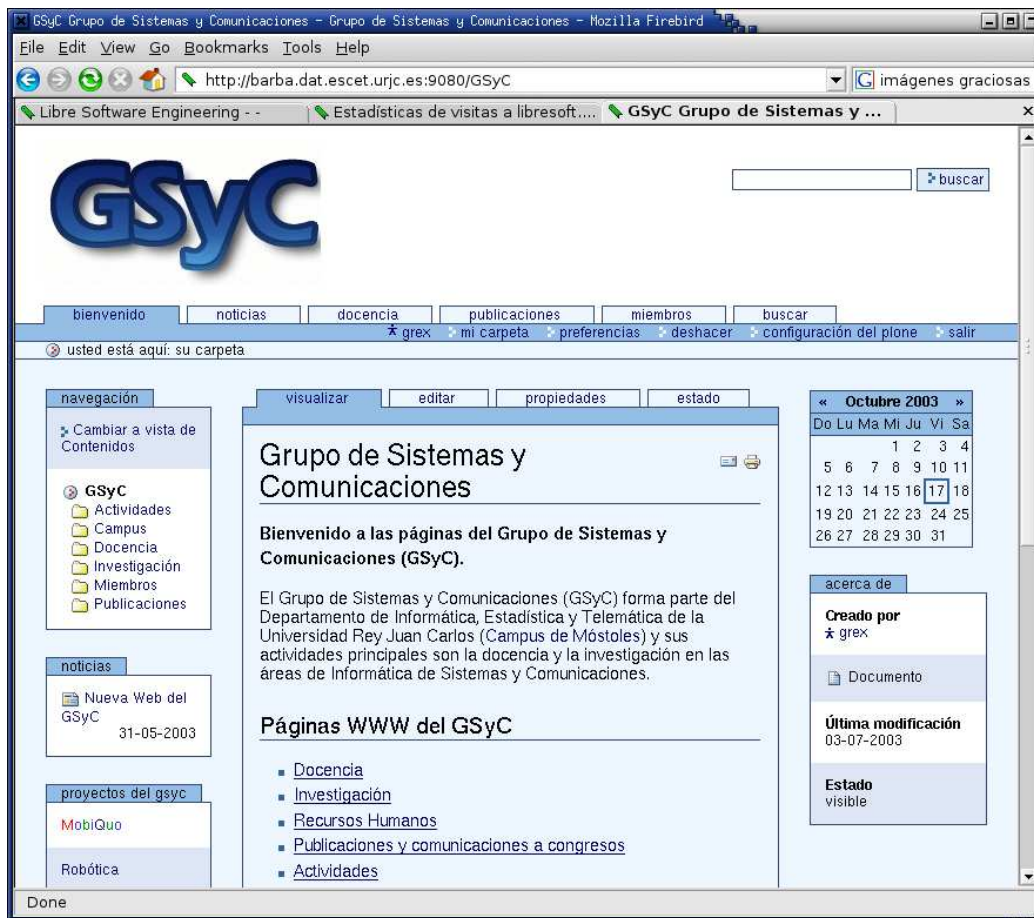 GSyC Grupo de Sistemas y Comunicaciones - Grupo de Sistemas y Comunicaciones - Mozilla Firebird
File Edit View Go Bookmarks Tools Help
http://barba.dat.escet.urjc.es:9080/GSyC
G imágenes graciosas
Libre Software Engineering - -
Estadísticas de visitas a libresoft....
GSyC Grupo de Sistemas y ...
GSyC
buscar
bienvenido noticias docencia publicaciones miembros buscar
grex mi carpeta preferencias deshacer configuración del plone salir
usted está aquí: su carpeta
navegación
Cambiar a vista de
Contenidos
GSyC
Actividades
Campus
Docencia
Investigación
Miembros
Publicaciones
noticias
Nueva Web del
GSyC
31-05-2003
proyectos del gsyc
MobiQuo
Robótica
visualizar editar propiedades estado
Grupo de Sistemas y
Comunicaciones
Bienvenido a las páginas del Grupo de Sistemas y
Comunicaciones (GSyC).
El Grupo de Sistemas y Comunicaciones (GSyC) forma parte del
Departamento de Informática, Estadística y Telemática de la
Universidad Rey Juan Carlos (Campus de Móstoles) y sus
actividades principales son la docencia y la investigación en las
áreas de Informática de Sistemas y Comunicaciones.
Páginas WWW del GSyC
Docencia
Investigación
Recursos Humanos
Publicaciones y comunicaciones a congresos
Actividades
« Octubre 2003 »
Do Lu Ma Mi Ju Vi Sa
1 2 3 4
5 6 7 8 9 10 11
12 13 14 15 16 17 18
19 20 21 22 23 24 25
26 27 28 29 30 31
acerca de
Creado por
grex
Documento
Última modificación
03-07-2003
Estado
visible
Done